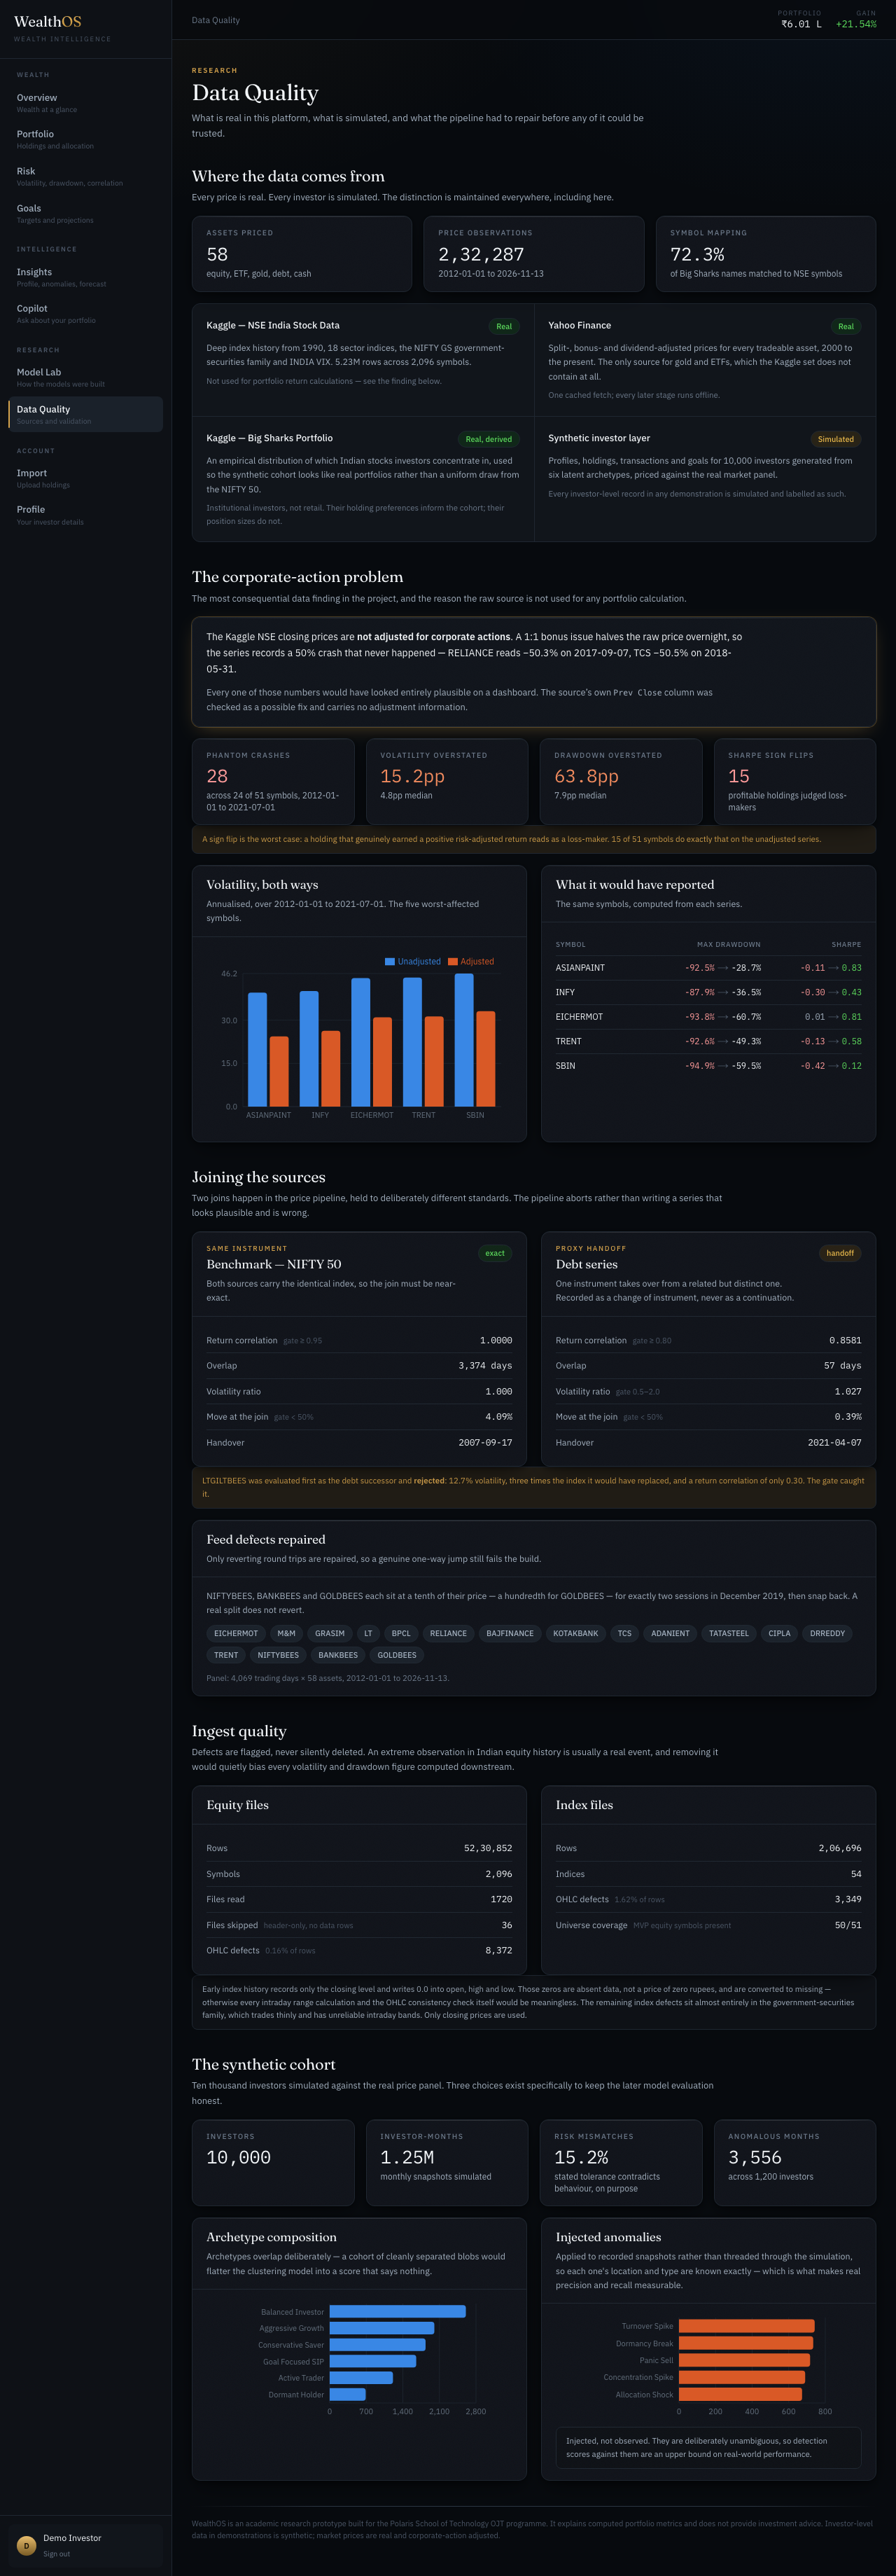 WealthOS
WEALTH INTELLIGENCE
WEALTH
Overview
Wealth at a glance
Portfolio
Holdings and allocation
Risk
Volatility, drawdown, correlation
Goals
Targets and projections
INTELLIGENCE
Insights
Profile, anomalies, forecast
Copilot
Ask about your portfolio
RESEARCH
Model Lab
How the models were built
Data Quality
Sources and validation
ACCOUNT
Import
Upload holdings
Profile
Your investor details
Demo Investor
D
Sign out
Data Quality
PORTFOLIO
₹6.01 L
GAIN
+21.54%
RESEARCH
Data Quality
What is real in this platform, what is simulated, and what the pipeline had to repair before any of it could be
trusted.
Where the data comes from
Every price is real. Every investor is simulated. The distinction is maintained everywhere, including here.
ASSETS PRICED
58
equity, ETF, gold, debt, cash
PRICE OBSERVATIONS
2,32,287
2012-01-01 to 2026-11-13
SYMBOL MAPPING
72.3%
of Big Sharks names matched to NSE symbols
Kaggle — NSE India Stock Data
Real
Deep index history from 1990, 18 sector indices, the NIFTY GS government-
securities family and INDIA VIX. 5.23M rows across 2,096 symbols.
Not used for portfolio return calculations — see the finding below.
Yahoo Finance
Real
Split-, bonus- and dividend-adjusted prices for every tradeable asset, 2000 to
the present. The only source for gold and ETFs, which the Kaggle set does not
contain at all.
One cached fetch; every later stage runs offline.
Kaggle — Big Sharks Portfolio
Real, derived
An empirical distribution of which Indian stocks investors concentrate in, used
so the synthetic cohort looks like real portfolios rather than a uniform draw from
the NIFTY 50.
Institutional investors, not retail. Their holding preferences inform the cohort; their
position sizes do not.
Synthetic investor layer
Simulated
Profiles, holdings, transactions and goals for 10,000 investors generated from
six latent archetypes, priced against the real market panel.
Every investor-level record in any demonstration is simulated and labelled as such.
The corporate-action problem
The most consequential data finding in the project, and the reason the raw source is not used for any portfolio calculation.
The Kaggle NSE closing prices are not adjusted for corporate actions. A 1:1 bonus issue halves the raw price overnight, so
the series records a 50% crash that never happened — RELIANCE reads −50.3% on 2017-09-07, TCS −50.5% on 2018-
05-31.
Every one of those numbers would have looked entirely plausible on a dashboard. The source's own Prev Close column was
checked as a possible fix and carries no adjustment information.
PHANTOM CRASHES
28
across 24 of 51 symbols, 2012-01-
01 to 2021-07-01
VOLATILITY OVERSTATED
15.2pp
4.8pp median
DRAWDOWN OVERSTATED
63.8pp
7.9pp median
SHARPE SIGN FLIPS
15
profitable holdings judged loss-
makers
A sign flip is the worst case: a holding that genuinely earned a positive risk-adjusted return reads as a loss-maker. 15 of 51 symbols do exactly that on the unadjusted series.
Volatility, both ways
Annualised, over 2012-01-01 to 2021-07-01. The five worst-affected
symbols.
Unadjusted Adjusted
46.2
30.0
15.0
0.0
ASIANPAINT INFY EICHERMOT TRENT SBIN
What it would have reported
The same symbols, computed from each series.
SYMBOL MAX DRAWDOWN SHARPE
ASIANPAINT -92.5% → -28.7% -0.11 → 0.83
INFY -87.9% → -36.5% -0.30 → 0.43
EICHERMOT -93.8% → -60.7% 0.01 → 0.81
TRENT -92.6% → -49.3% -0.13 → 0.58
SBIN -94.9% → -59.5% -0.42 → 0.12
Joining the sources
Two joins happen in the price pipeline, held to deliberately different standards. The pipeline aborts rather than writing a series that
looks plausible and is wrong.
SAME INSTRUMENT
Benchmark — NIFTY 50
exact
Both sources carry the identical index, so the join must be near-
exact.
Return correlation gate ≥ 0.95 1.0000
Overlap 3,374 days
Volatility ratio 1.000
Move at the join gate < 50% 4.09%
Handover 2007-09-17
PROXY HANDOFF
Debt series
handoff
One instrument takes over from a related but distinct one.
Recorded as a change of instrument, never as a continuation.
Return correlation gate ≥ 0.80 0.8581
Overlap 57 days
Volatility ratio gate 0.5–2.0 1.027
Move at the join gate < 50% 0.39%
Handover 2021-04-07
LTGILTBEES was evaluated first as the debt successor and rejected: 12.7% volatility, three times the index it would have replaced, and a return correlation of only 0.30. The gate caught
it.
Feed defects repaired
Only reverting round trips are repaired, so a genuine one-way jump still fails the build.
NIFTYBEES, BANKBEES and GOLDBEES each sit at a tenth of their price — a hundredth for GOLDBEES — for exactly two sessions in December 2019, then snap back. A
real split does not revert.
EICHERMOT M&M GRASIM LT BPCL RELIANCE BAJFINANCE KOTAKBANK TCS ADANIENT TATASTEEL CIPLA DRREDDY
TRENT NIFTYBEES BANKBEES GOLDBEES
Panel: 4,069 trading days × 58 assets, 2012-01-01 to 2026-11-13.
Ingest quality
Defects are flagged, never silently deleted. An extreme observation in Indian equity history is usually a real event, and removing it
would quietly bias every volatility and drawdown figure computed downstream.
Equity files
Rows 52,30,852
Symbols 2,096
Files read 1720
Files skipped header-only, no data rows 36
OHLC defects 0.16% of rows 8,372
Index files
Rows 2,06,696
Indices 54
OHLC defects 1.62% of rows 3,349
Universe coverage MVP equity symbols present 50/51
Early index history records only the closing level and writes 0.0 into open, high and low. Those zeros are absent data, not a price of zero rupees, and are converted to missing —
otherwise every intraday range calculation and the OHLC consistency check itself would be meaningless. The remaining index defects sit almost entirely in the government-securities
family, which trades thinly and has unreliable intraday bands. Only closing prices are used.
The synthetic cohort
Ten thousand investors simulated against the real price panel. Three choices exist specifically to keep the later model evaluation
honest.
INVESTORS
10,000
INVESTOR-MONTHS
1.25M
monthly snapshots simulated
RISK MISMATCHES
15.2%
stated tolerance contradicts
behaviour, on purpose
ANOMALOUS MONTHS
3,556
across 1,200 investors
Archetype composition
Archetypes overlap deliberately — a cohort of cleanly separated blobs would
flatter the clustering model into a score that says nothing.
Balanced Investor
Aggressive Growth
Conservative Saver
Goal Focused SIP
Active Trader
Dormant Holder
0 700 1,400 2,100 2,800
Injected anomalies
Applied to recorded snapshots rather than threaded through the simulation,
so each one's location and type are known exactly — which is what makes real
precision and recall measurable.
Turnover Spike
Dormancy Break
Panic Sell
Concentration Spike
Allocation Shock
0 200 400 600 800
Injected, not observed. They are deliberately unambiguous, so detection
scores against them are an upper bound on real-world performance.
WealthOS is an academic research prototype built for the Polaris School of Technology OJT programme. It explains computed portfolio metrics and does not provide investment advice. Investor-level
data in demonstrations is synthetic; market prices are real and corporate-action adjusted.